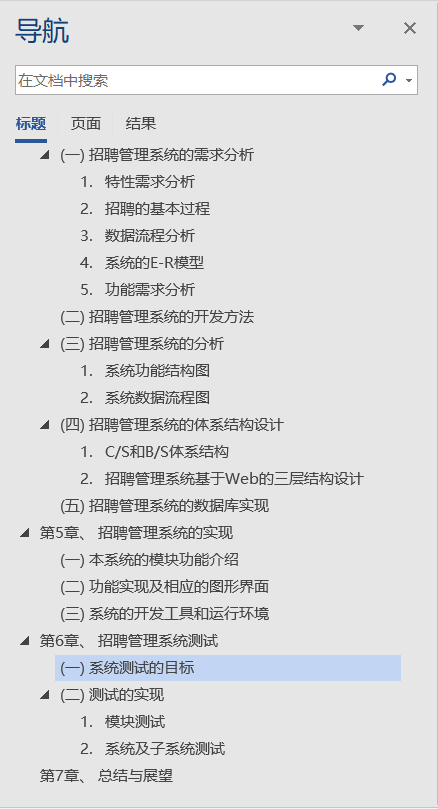 导航
在文档中搜索
标题 页面 结果
(一) 招聘管理系统的需求分析
1. 特性需求分析
2. 招聘的基本过程
3. 数据流程分析
4. 系统的E-R模型
5. 功能需求分析
(二) 招聘管理系统的开发方法
(三) 招聘管理系统的分析
1. 系统功能结构图
2. 系统数据流程图
(四) 招聘管理系统的体系结构设计
1. C/S和B/S体系结构
2. 招聘管理系统基于Web的三层结构设计
(五) 招聘管理系统的数据库实现
第5章、 招聘管理系统的实现
(一) 本系统的模块功能介绍
(二) 功能实现及相应的图形界面
(三) 系统的开发工具和运行环境
第6章、 招聘管理系统测试
(一) 系统测试的目标
(二) 测试的实现
1. 模块测试
2. 系统及子系统测试
第7章、 总结与展望